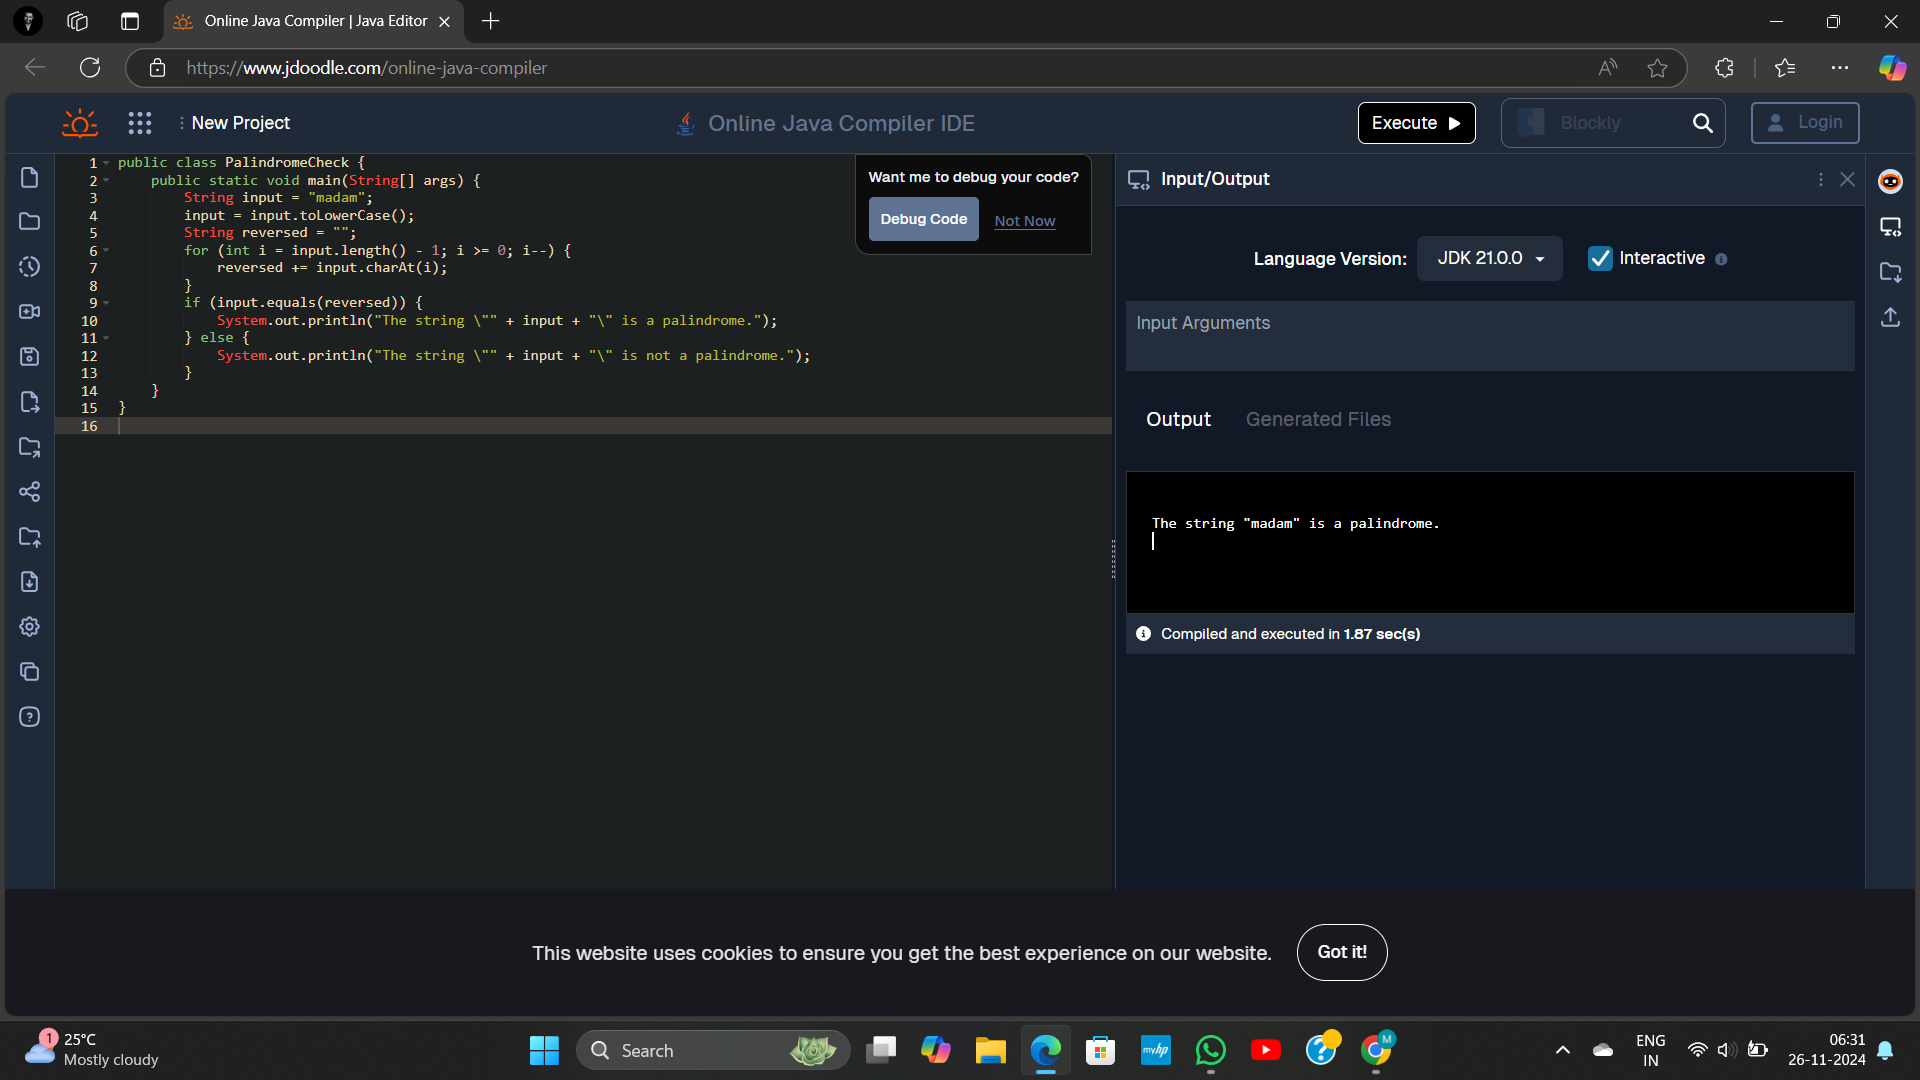 Online Java Compiler | Java Editor
https://www.jdoodle.com/online-java-compiler
New Project
Online Java Compiler IDE
Execute
Blockly
Login
1 public class PalindromeCheck {
2 public static void main(String[] args) {
3 String input = "madam";
4 input = input.toLowerCase();
5 String reversed = "";
6 for (int i = input.length() - 1; i >= 0; i--) {
7 reversed += input.charAt(i);
8 }
9 if (input.equals(reversed)) {
10 System.out.println("The string \"" + input + "\" is a palindrome.");
11 } else {
12 System.out.println("The string \"" + input + "\" is not a palindrome.");
13 }
14 }
15 }
16
Want me to debug your code?
Debug Code
Not Now
Input/Output
Language Version:
JDK 21.0.0
Interactive
Input Arguments
Output
Generated Files
The string "madam" is a palindrome.
Compiled and executed in 1.87 sec(s)
This website uses cookies to ensure you get the best experience on our website.
Got it!
1
25°C
Mostly cloudy
Search
myhp
M
ENG
IN
06:31
26-11-2024